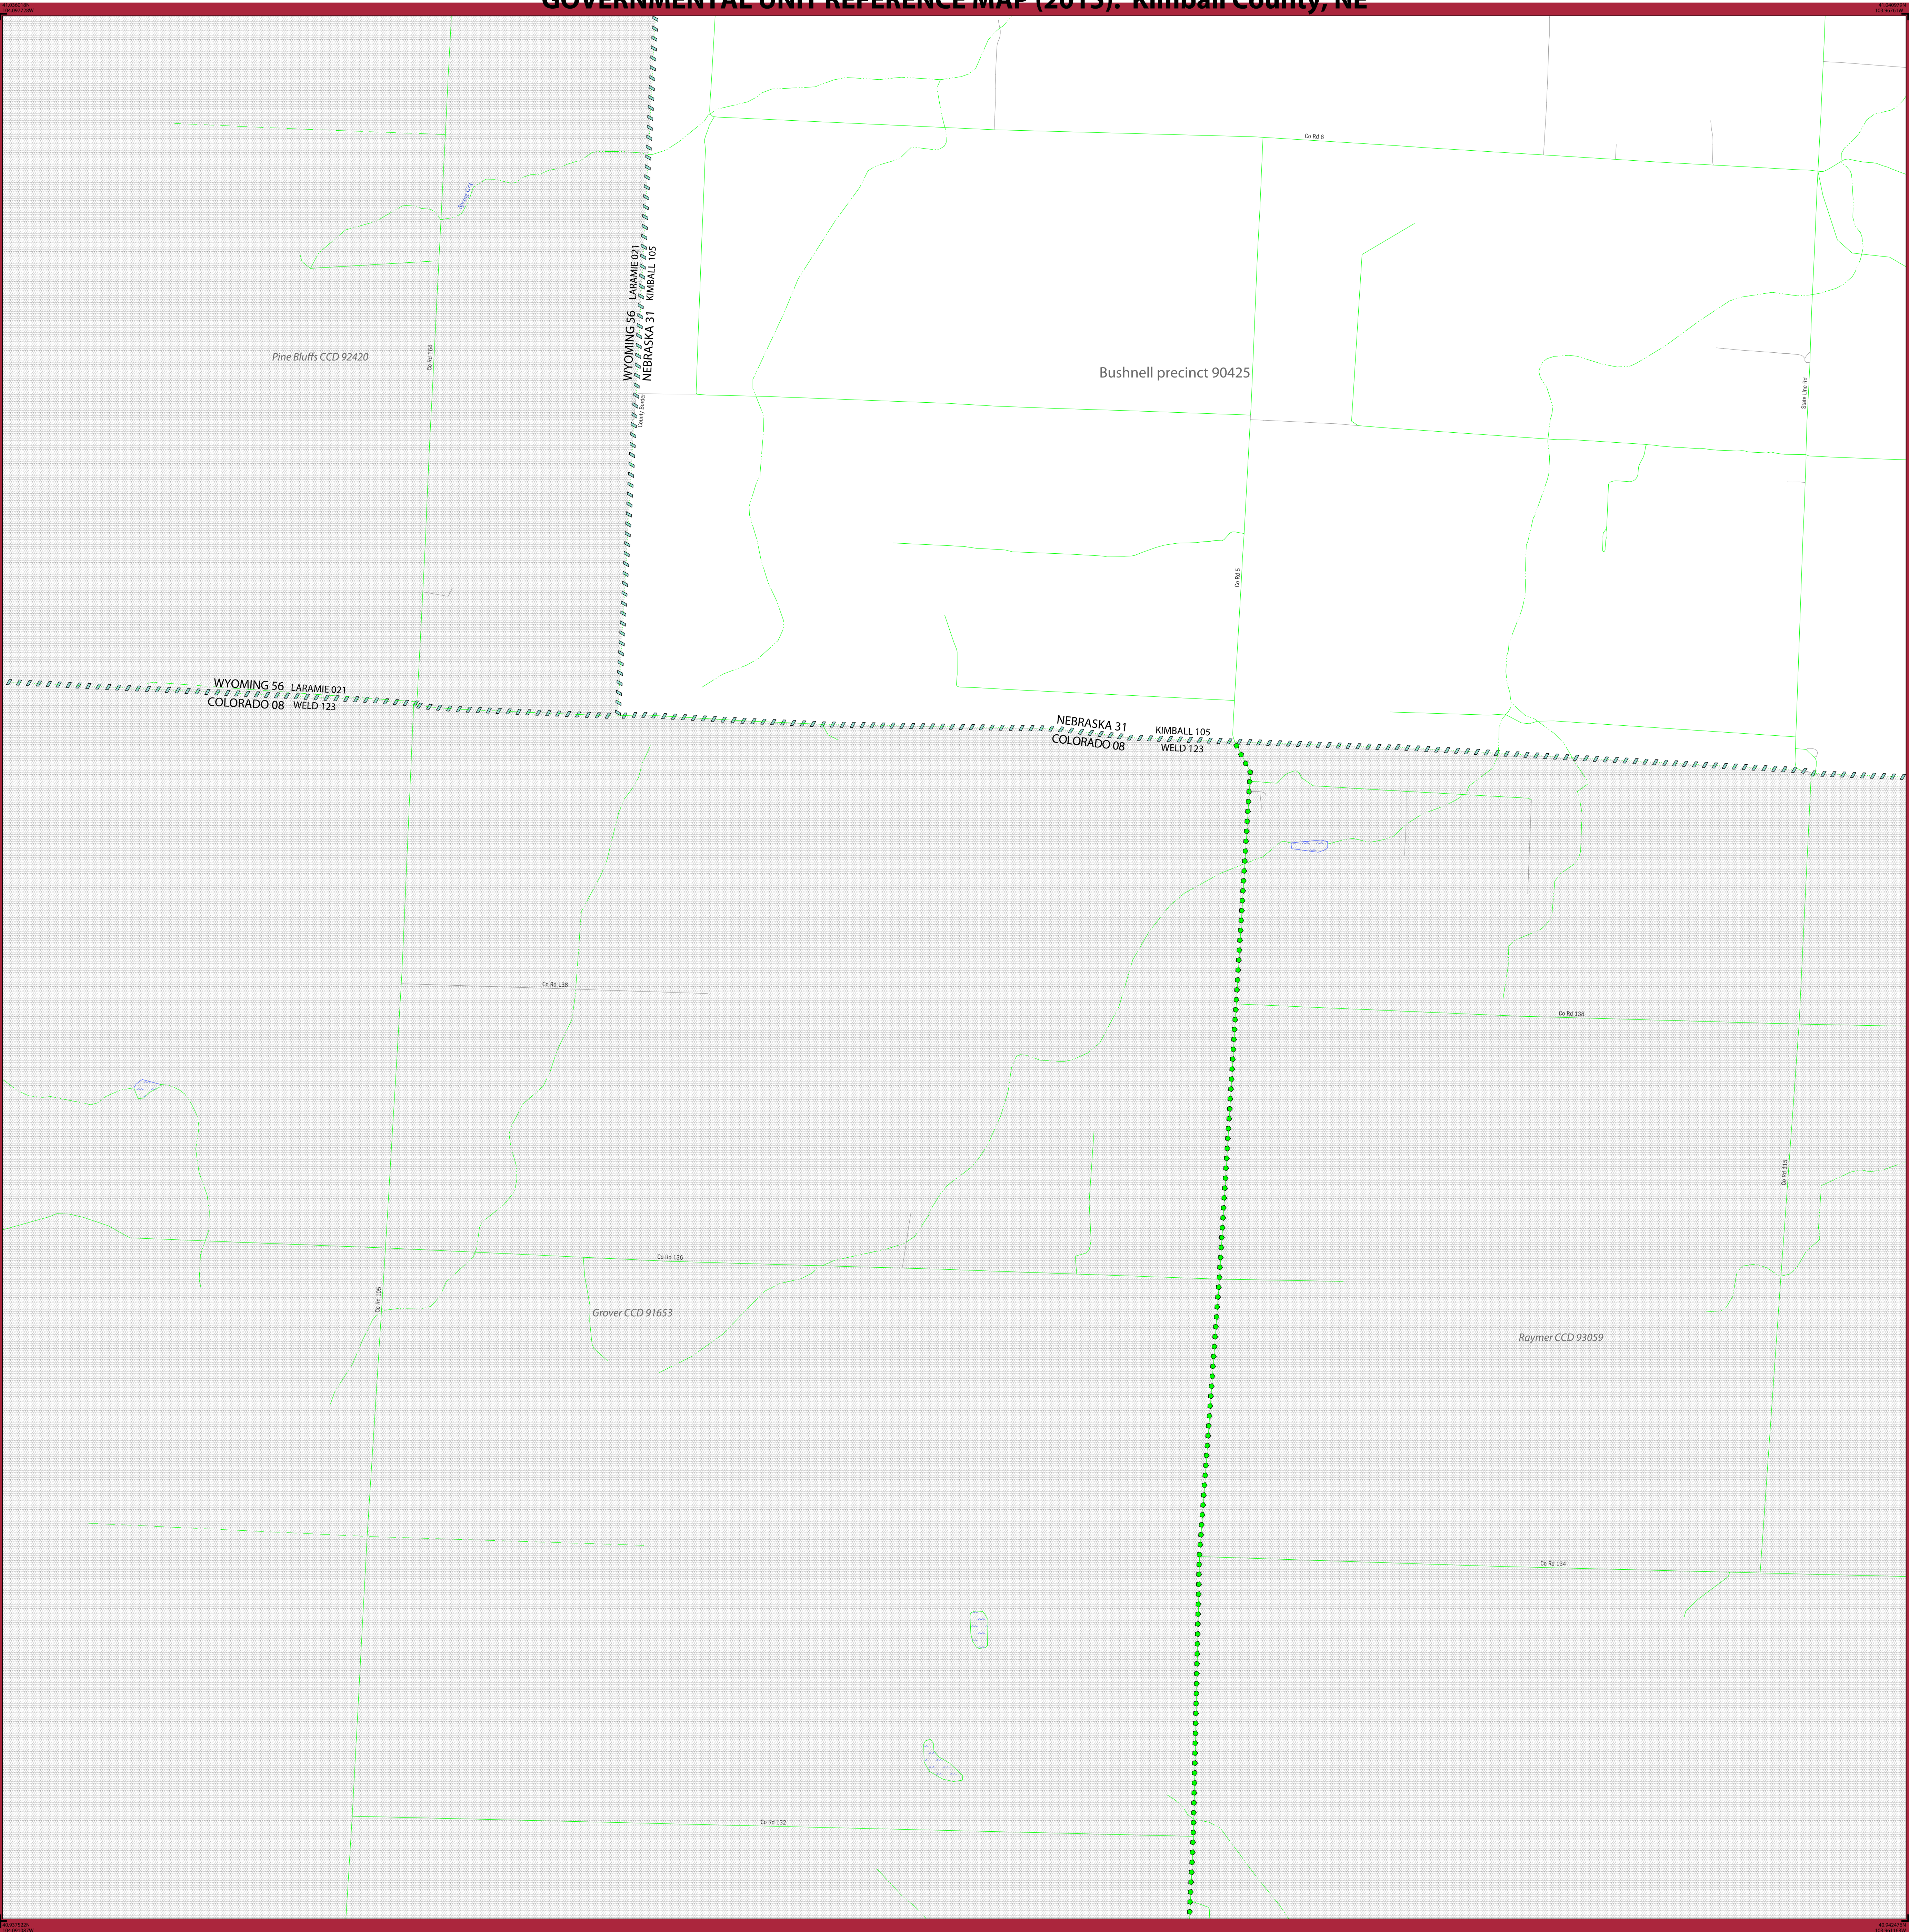 GOVERNMENTAL UNIT REFERENCE MAP (2013): Kimball County, NE
Co Rd 6
Spring Crk
WYOMING 56 LARAMIE 021
NEBRASKA 31 KIMBALL 105
Pine Bluffs CCD 92420
Co Rd 164
Bushnell precinct 90425
County Border
State Line Rd
Co Rd 5
WYOMING 56 LARAMIE 021
COLORADO 08 WELD 123
NEBRASKA 31 KIMBALL 105
COLORADO 08 WELD 123
Co Rd 138
Co Rd 138
Co Rd 115
Co Rd 136
Co Rd 105
Grover CCD 91653
Raymer CCD 93059
Co Rd 134
Co Rd 132